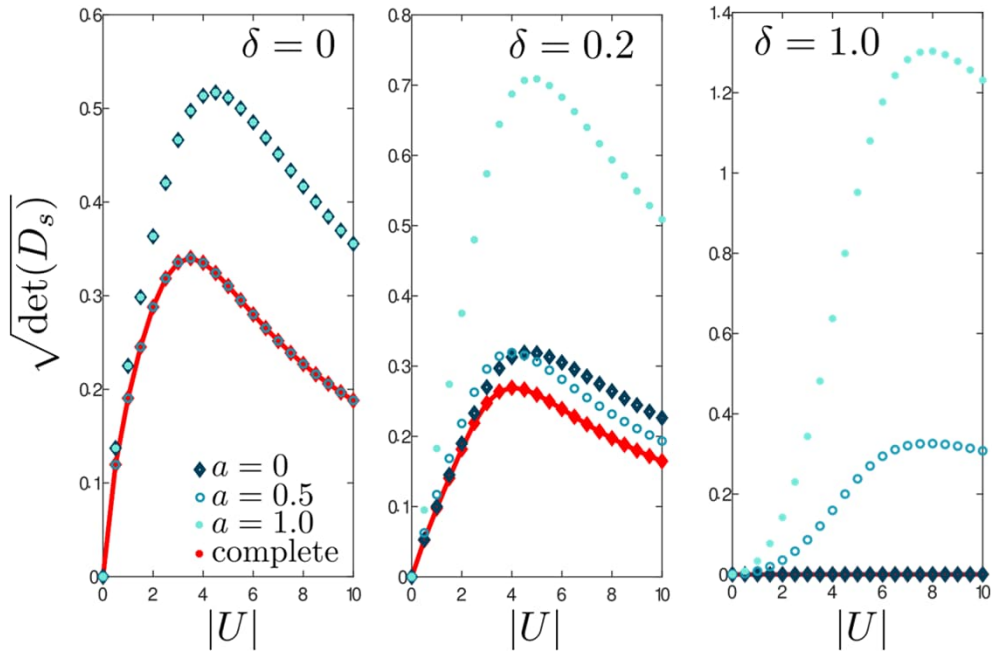 √det(D_s)
δ = 0
0.6
0.5
0.4
0.3
0.2
0.1
0
a = 0
a = 0.5
a = 1.0
complete
0 2 4 6 8 10
|U|
δ = 0.2
0.8
0.7
0.6
0.5
0.4
0.3
0.2
0.1
0
0 2 4 6 8 10
|U|
δ = 1.0
1.4
1.2
1
0.8
0.6
0.4
0.2
0
0 2 4 6 8 10
|U|